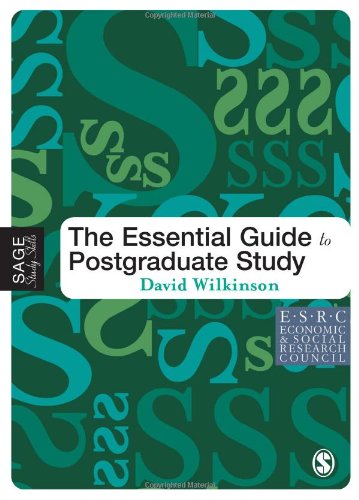 SAGE
Study Skills
The Essential Guide to
Postgraduate Study
David Wilkinson
E·S·R·C
ECONOMIC
& SOCIAL
RESEARCH
COUNCIL
S